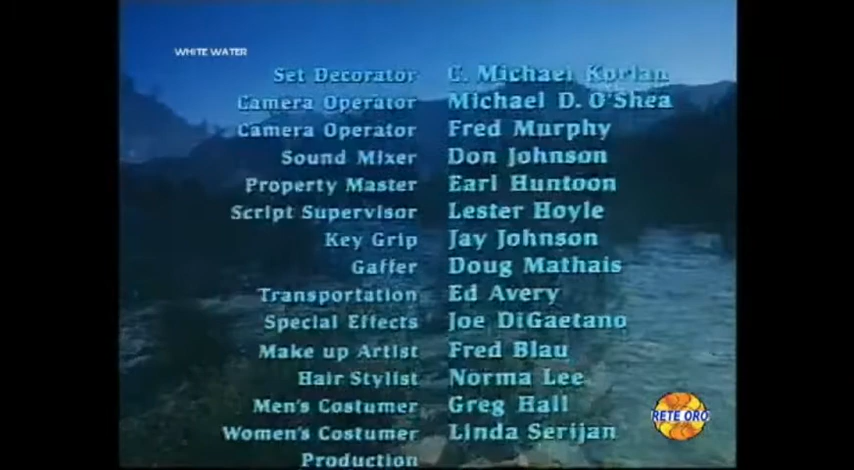 WHITE WATER
Set Decorator C. Michael Korian
Camera Operator Michael D. O'Shea
Camera Operator Fred Murphy
Sound Mixer Don Johnson
Property Master Earl Huntoon
Script Supervisor Lester Hoyle
Key Grip Jay Johnson
Gaffer Doug Mathais
Transportation Ed Avery
Special Effects Joe DiGaetano
Make up Artist Fred Blau
Hair Stylist Norma Lee
Men's Costumer Greg Hall
Women's Costumer Linda Serijan
Production
RETE ORO